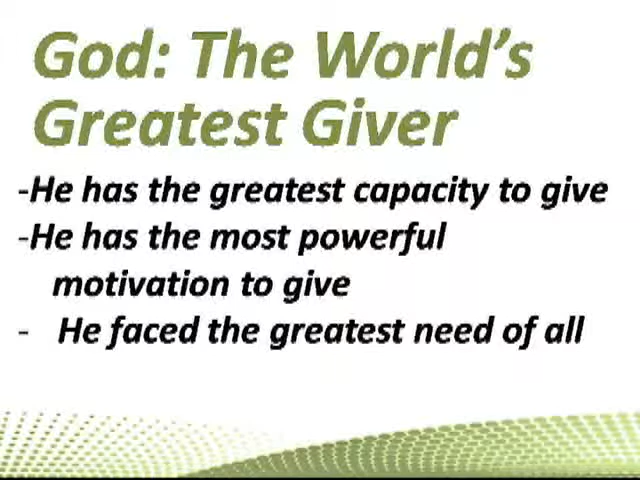 God: The World's
Greatest Giver
-He has the greatest capacity to give
-He has the most powerful
motivation to give
- He faced the greatest need of all